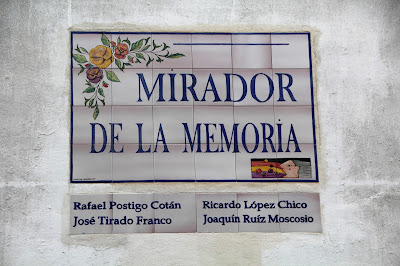 MIRADOR
DE LA MEMORIA
Rafael Postigo Cotán
José Tirado Franco
Ricardo López Chico
Joaquín Ruíz Moscosio